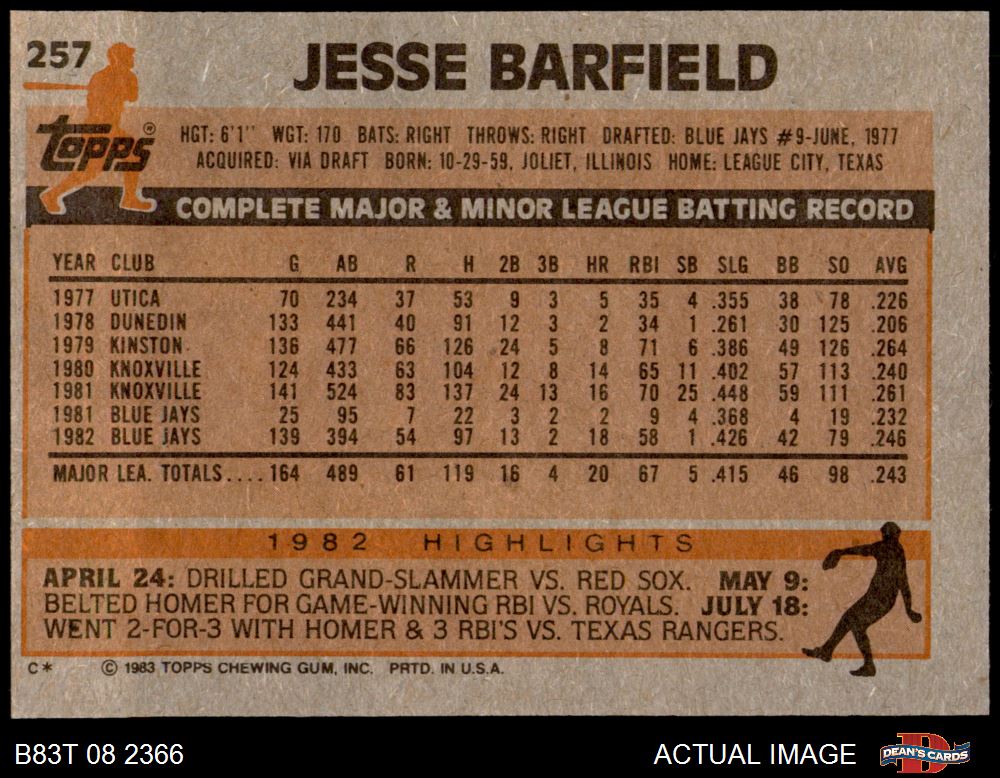 257
JESSE BARFIELD
topps®
HGT: 6'1" WGT: 170 BATS: RIGHT THROWS: RIGHT DRAFTED: BLUE JAYS #9-JUNE, 1977
ACQUIRED: VIA DRAFT BORN: 10-29-59, JOLIET, ILLINOIS HOME: LEAGUE CITY, TEXAS
COMPLETE MAJOR & MINOR LEAGUE BATTING RECORD
YEAR CLUB G AB R H 2B 3B HR RBI SB SLG BB SO AVG
1977 UTICA 70 234 37 53 9 3 5 35 4 .355 38 78 .226
1978 DUNEDIN 133 441 40 91 12 3 2 34 1 .261 30 125 .206
1979 KINSTON 136 477 66 126 24 5 8 71 6 .386 49 126 .264
1980 KNOXVILLE 124 433 63 104 12 8 14 65 11 .402 57 113 .240
1981 KNOXVILLE 141 524 83 137 24 13 16 70 25 .448 59 111 .261
1981 BLUE JAYS 25 95 7 22 3 2 2 9 4 .368 4 19 .232
1982 BLUE JAYS 139 394 54 97 13 2 18 58 1 .426 42 79 .246
MAJOR LEA. TOTALS....164 489 61 119 16 4 20 67 5 .415 46 98 .243
1982 HIGHLIGHTS
APRIL 24: DRILLED GRAND-SLAMMER VS. RED SOX. MAY 9:
BELTED HOMER FOR GAME-WINNING RBI VS. ROYALS. JULY 18:
WENT 2-FOR-3 WITH HOMER & 3 RBI'S VS. TEXAS RANGERS.
C* © 1983 TOPPS CHEWING GUM, INC. PRTD. IN U.S.A.
B83T 08 2366
ACTUAL IMAGE
DEAN'S CARDS